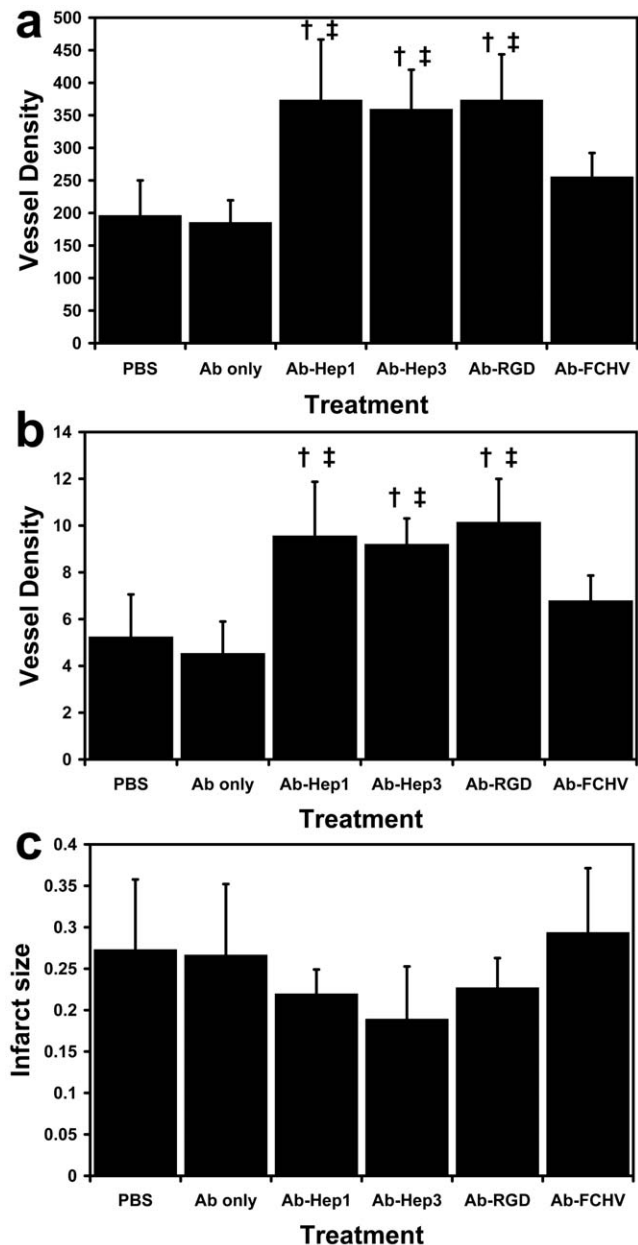 a
500
450
400
350
300
250
200
150
100
50
0
Vessel Density
† ‡
† ‡
† ‡
PBS Ab only Ab-Hep1 Ab-Hep3 Ab-RGD Ab-FCHV
Treatment
b
14
12
10
8
6
4
2
0
Vessel Density
† ‡
† ‡
† ‡
PBS Ab only Ab-Hep1 Ab-Hep3 Ab-RGD Ab-FCHV
Treatment
c
0.4
0.35
0.3
0.25
0.2
0.15
0.1
0.05
0
Infarct size
PBS Ab only Ab-Hep1 Ab-Hep3 Ab-RGD Ab-FCHV
Treatment